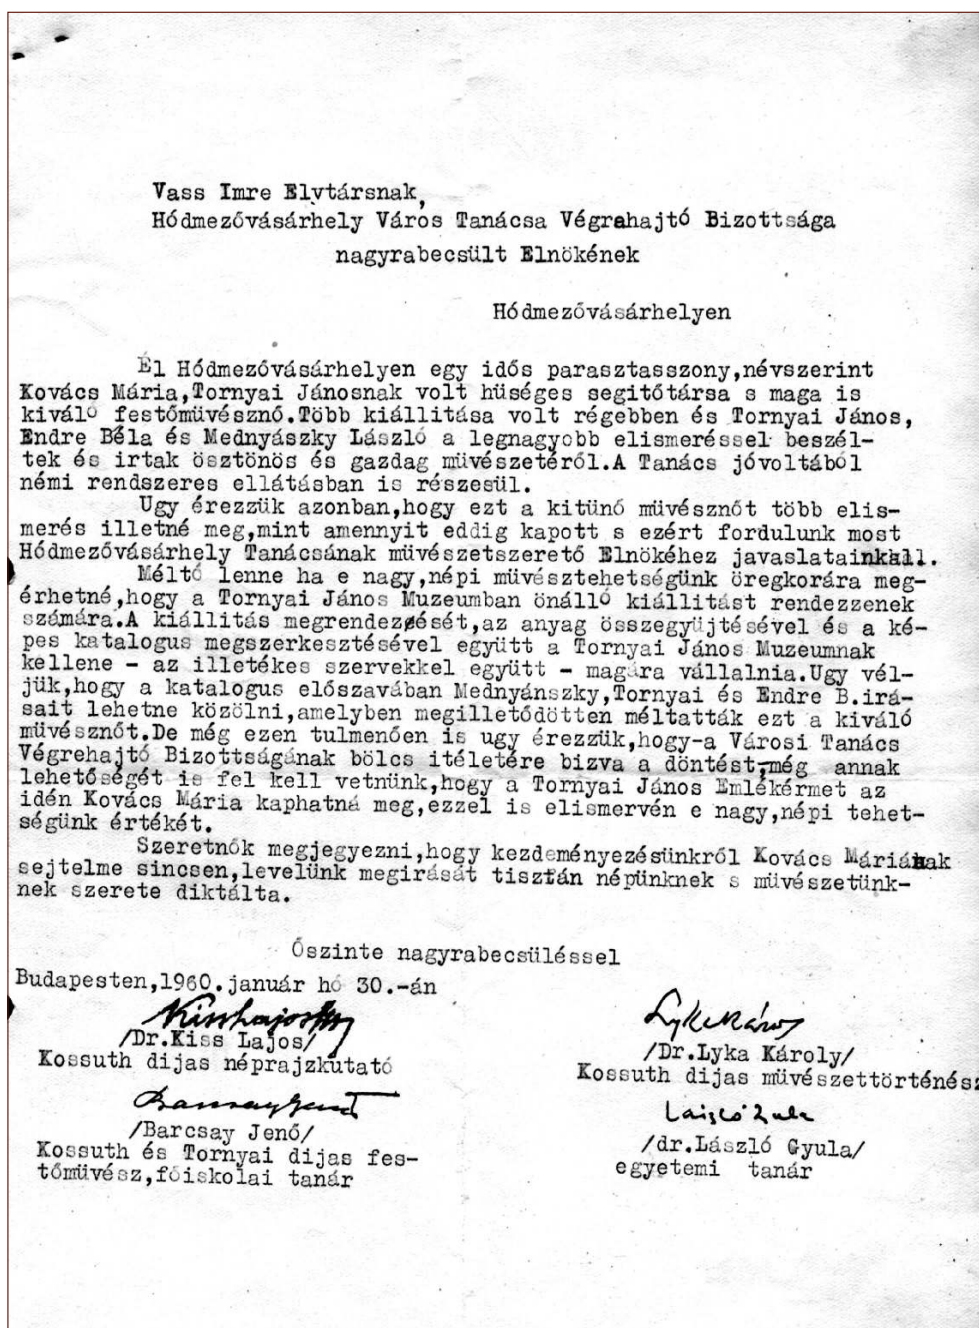 Vass Imre Elvtársnak,
Hódmezővásárhely Város Tanácsa Végrehajtó Bizottsága
nagyrabecsült Elnökének
Hódmezővásárhelyen
Él Hódmezővásárhelyen egy idős parasztasszony,névszerint
Kovács Mária,Tornyai Jánosnak volt hüséges segitőtársa s maga is
kiváló festőmüvésznő.Több kiállitása volt régebben és Tornyai János,
Endre Béla és Mednyászky László a legnagyobb elismeréssel beszél-
tek és irtak ösztönös és gazdag müvészetéről.A Tanács jóvoltából
némi rendszeres ellátásban is részesül.
Ugy érezzük azonban,hogy ezt a kitünő müvésznőt több elis-
merés illetné meg,mint amennyit eddig kapott s ezért fordulunk most
Hódmezővásárhely Tanácsának müvészetszerető Elnökéhez javaslatainkall.
Méltó lenne ha e nagy,népi müvésztehetségünk öregkorára meg-
érhetné,hogy a Tornyai János Muzeumban önálló kiállitást rendezzenek
számára.A kiállitás megrendezését,az anyag összegyüjtésével és a ké-
pes katalogus megszerkesztésével együtt a Tornyai János Muzeumnak
kellene - az illetékes szervekkel együtt - magára vállalnia.Ugy vél-
jük,hogy a katalogus előszavában Mednyánszky,Tornyai és Endre B.irá-
sait lehetne közölni,amelyben megilletődötten méltatták ezt a kiváló
müvésznőt.De még ezen tulmenően is ugy érezzük,hogy-a Városi Tanács
Végrehajtó Bizottságának bölcs itéletére bizva a döntést,-még annak
lehetőségét is fel kell vetnünk,hogy a Tornyai János Emlékérmet az
idén Kovács Mária kaphatná meg,ezzel is elismervén e nagy,népi tehet-
ségünk értékét.
Szeretnők megjegyezni,hogy kezdeményezésünkről Kovács Máriának
sejtelme sincsen,levelünk megirását tisztán népünknek s müvészetünk-
nek szerete diktálta.
Őszinte nagyrabecsüléssel
Budapesten,1960.január hó 30.-án
Kiss Lajos
/Dr.Kiss Lajos/
Kossuth dijas néprajzkutató
Lyka Károly
/Dr.Lyka Károly/
Kossuth dijas müvészettörténész
Barcsay Jenő
/Barcsay Jenő/
Kossuth és Tornyai dijas fes-
tőmüvész,főiskolai tanár
László Gyula
/dr.László Gyula/
egyetemi tanár